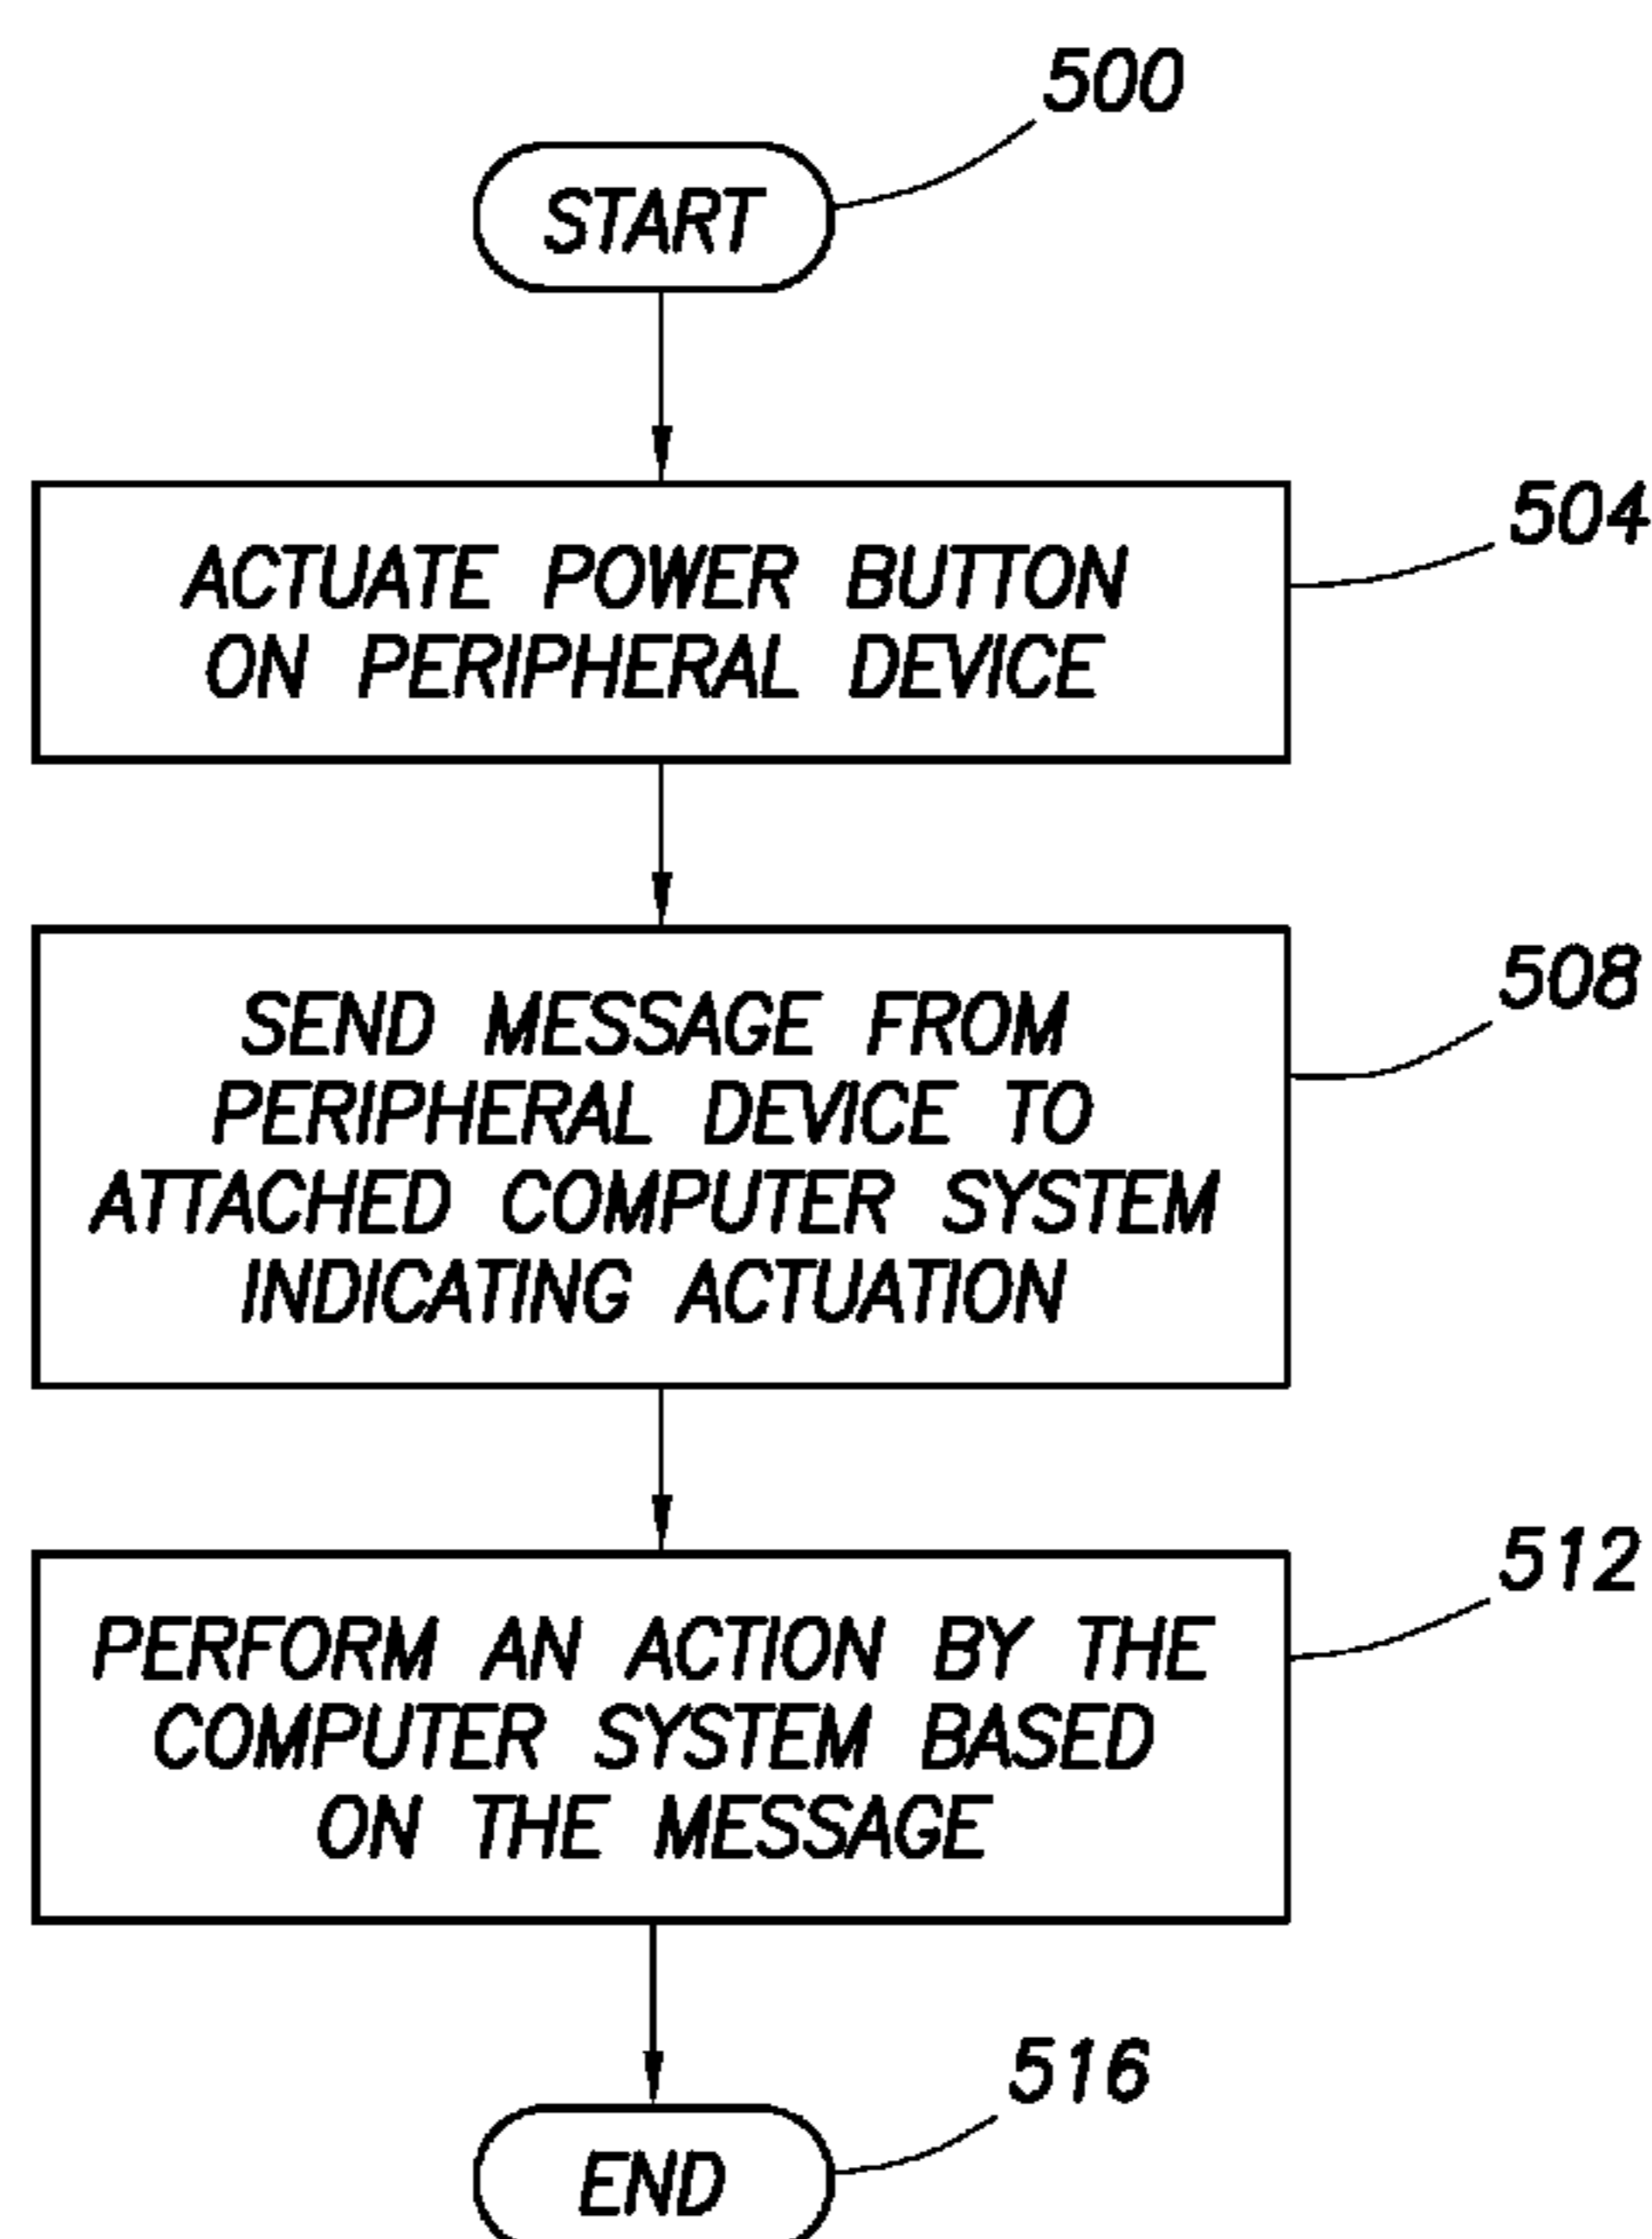 500
START
504
ACTUATE POWER BUTTON
ON PERIPHERAL DEVICE
508
SEND MESSAGE FROM
PERIPHERAL DEVICE TO
ATTACHED COMPUTER SYSTEM
INDICATING ACTUATION
512
PERFORM AN ACTION BY THE
COMPUTER SYSTEM BASED
ON THE MESSAGE
516
END